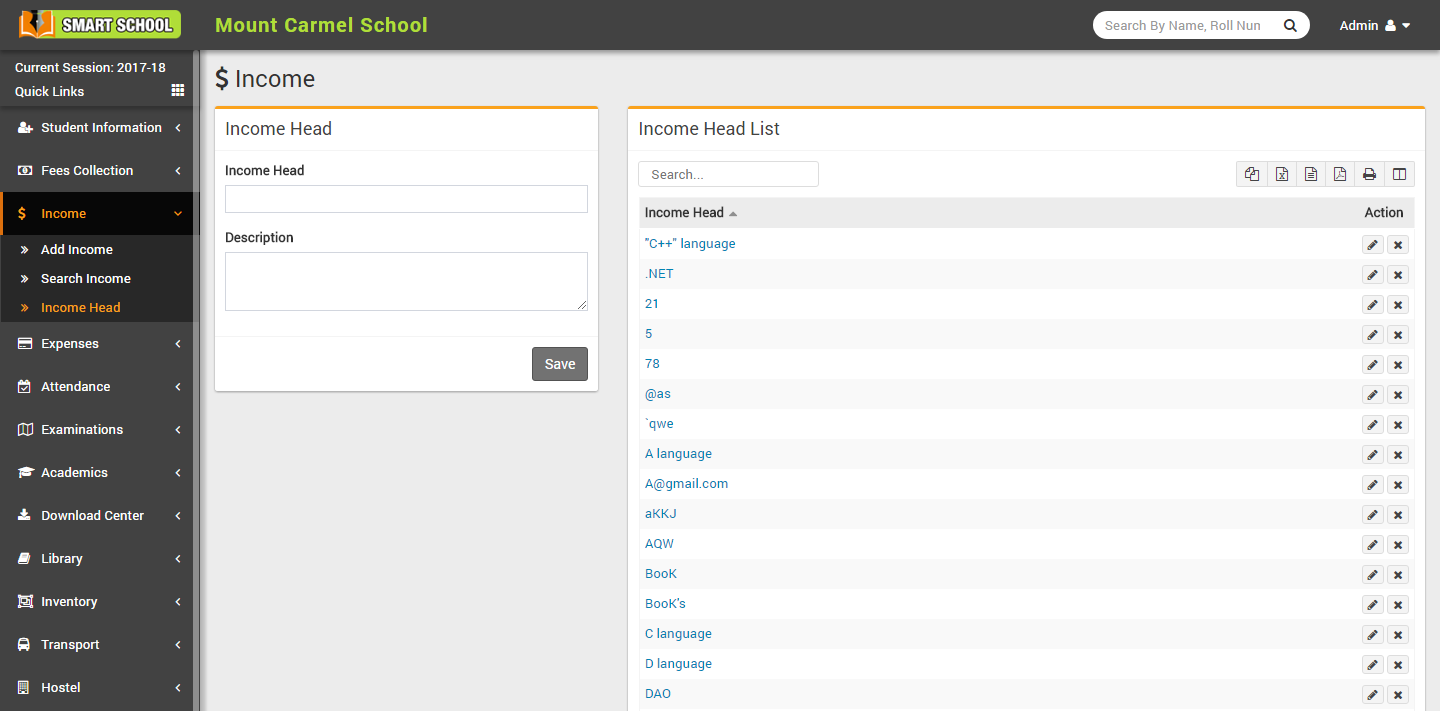 SMART SCHOOL
Mount Carmel School
Search By Name, Roll Nun
Admin
Current Session: 2017-18
Quick Links
Student Information
Fees Collection
Income
Add Income
Search Income
Income Head
Expenses
Attendance
Examinations
Academics
Download Center
Library
Inventory
Transport
Hostel
$ Income
Income Head
Income Head
Description
Save
Income Head List
Search...
Income Head Action
"C++" language
.NET
21
5
78
@as
`qwe
A language
A@gmail.com
aKKJ
AQW
BooK
BooK's
C language
D language
DAO